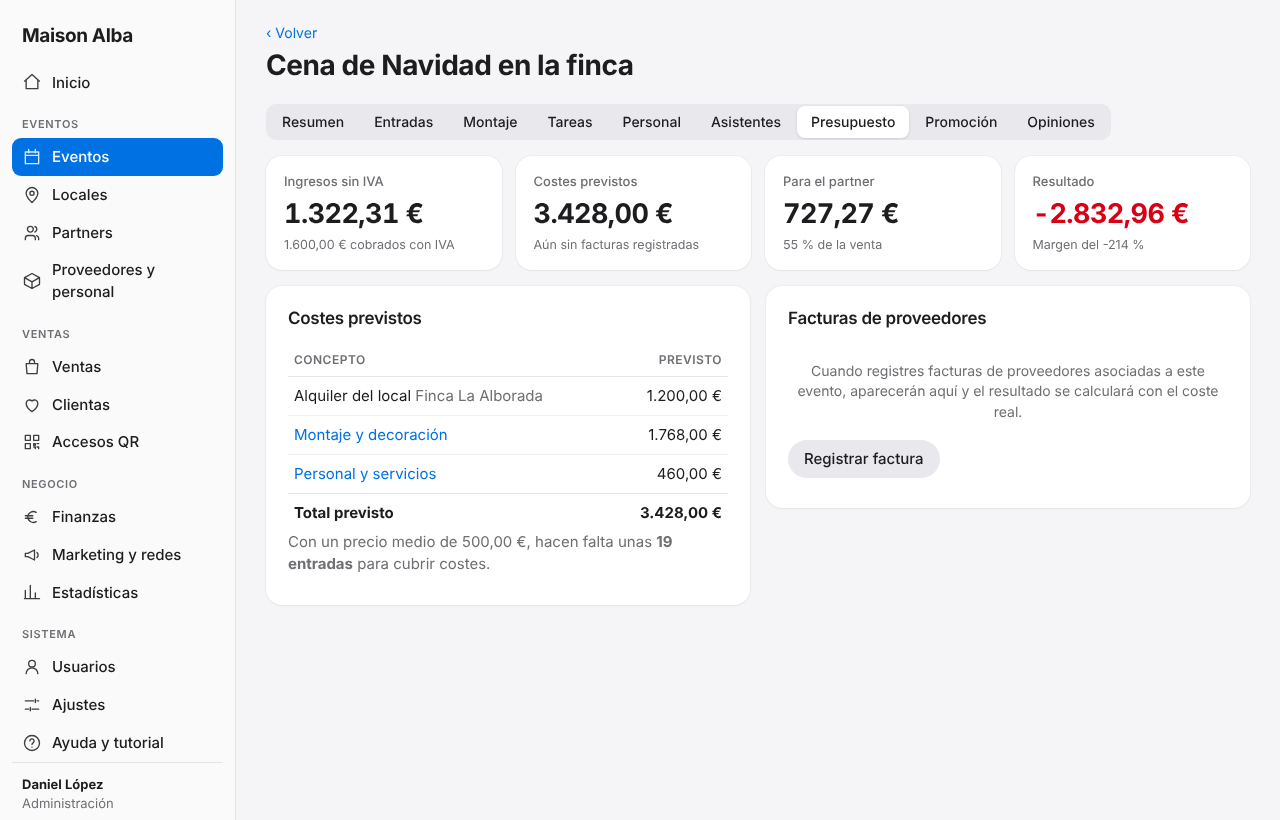 Maison Alba
Inicio
EVENTOS
Eventos
Locales
Partners
Proveedores y
personal
VENTAS
Ventas
Clientas
Accesos QR
NEGOCIO
Finanzas
Marketing y redes
Estadísticas
SISTEMA
Usuarios
Ajustes
Ayuda y tutorial
Daniel López
Administración
‹ Volver
Cena de Navidad en la finca
Resumen Entradas Montaje Tareas Personal Asistentes Presupuesto Promoción Opiniones
Ingresos sin IVA
1.322,31 €
1.600,00 € cobrados con IVA
Costes previstos
3.428,00 €
Aún sin facturas registradas
Para el partner
727,27 €
55 % de la venta
Resultado
-2.832,96 €
Margen del -214 %
Costes previstos
CONCEPTO PREVISTO
Alquiler del local Finca La Alborada 1.200,00 €
Montaje y decoración 1.768,00 €
Personal y servicios 460,00 €
Total previsto 3.428,00 €
Con un precio medio de 500,00 €, hacen falta unas 19
entradas para cubrir costes.
Facturas de proveedores
Cuando registres facturas de proveedores asociadas a este
evento, aparecerán aquí y el resultado se calculará con el coste
real.
Registrar factura